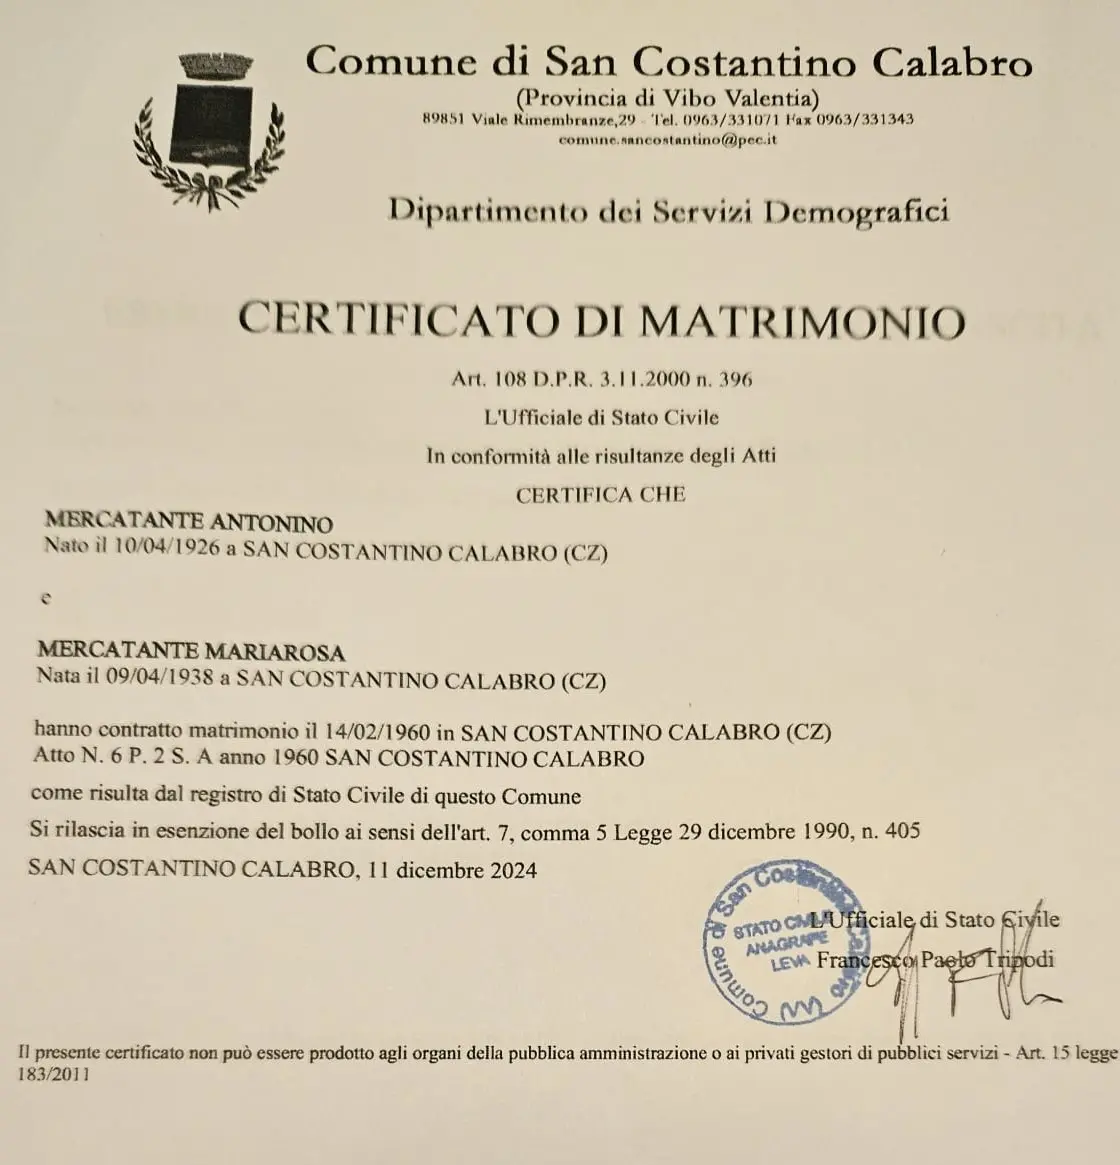 Comune di San Costantino Calabro
(Provincia di Vibo Valentia)
89851 Viale Rimembranze,29 - Tel. 0963/331071 Fax 0963/331343
comune.sancostantino@pec.it
Dipartimento dei Servizi Demografici
CERTIFICATO DI MATRIMONIO
Art. 108 D.P.R. 3.11.2000 n. 396
L'Ufficiale di Stato Civile
In conformità alle risultanze degli Atti
CERTIFICA CHE
MERCATANTE ANTONINO
Nato il 10/04/1926 a SAN COSTANTINO CALABRO (CZ)
e
MERCATANTE MARIAROSA
Nata il 09/04/1938 a SAN COSTANTINO CALABRO (CZ)
hanno contratto matrimonio il 14/02/1960 in SAN COSTANTINO CALABRO (CZ)
Atto N. 6 P. 2 S. A anno 1960 SAN COSTANTINO CALABRO
come risulta dal registro di Stato Civile di questo Comune
Si rilascia in esenzione del bollo ai sensi dell'art. 7, comma 5 Legge 29 dicembre 1990, n. 405
SAN COSTANTINO CALABRO, 11 dicembre 2024
Comune di San Costantino
STATO CIVILE
ANAGRAFE
LEVA
L'Ufficiale di Stato Civile
Francesco Paolo Tripodi
Il presente certificato non può essere prodotto agli organi della pubblica amministrazione o ai privati gestori di pubblici servizi - Art. 15 legge
183/2011